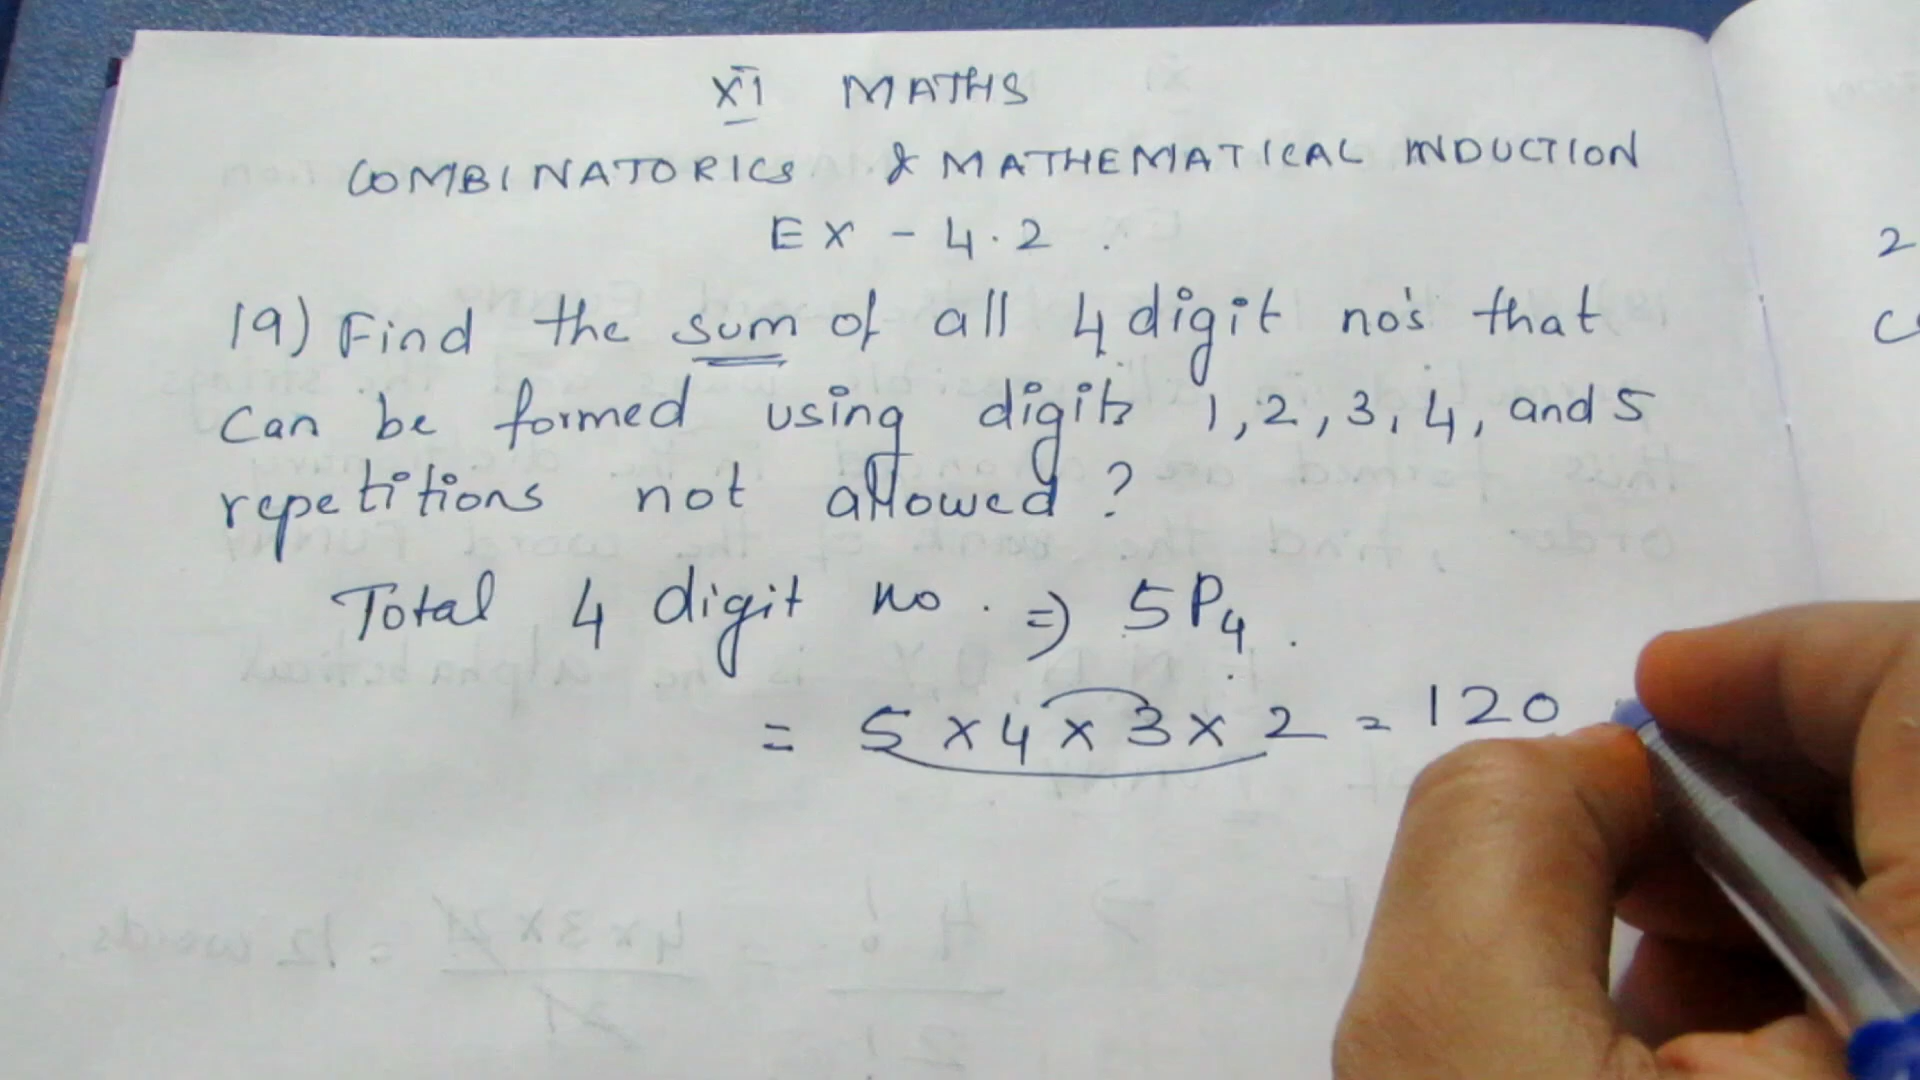 XI MATHS
COMBINATORICS & MATHEMATICAL INDUCTION
EX - 4.2.
19) Find the sum of all 4 digit no's that
can be formed using digits 1, 2, 3, 4, and 5
repetitions not allowed?
Total 4 digit no. ⇒ 5P4.
= 5 × 4 × 3 × 2 = 120
2